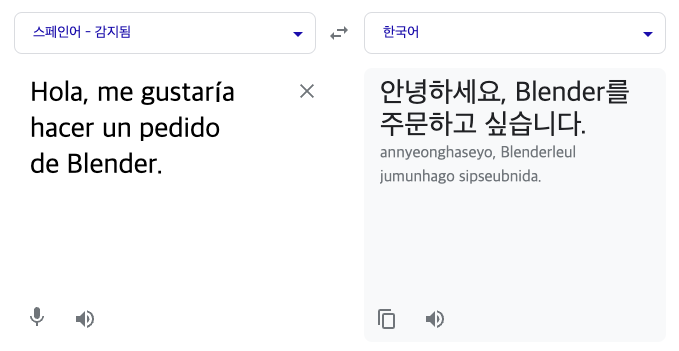 스페인어 - 감지됨
한국어
Hola, me gustaría
hacer un pedido
de Blender.
안녕하세요, Blender를
주문하고 싶습니다.
annyeonghaseyo, Blenderleul
jumunhago sipseubnida.